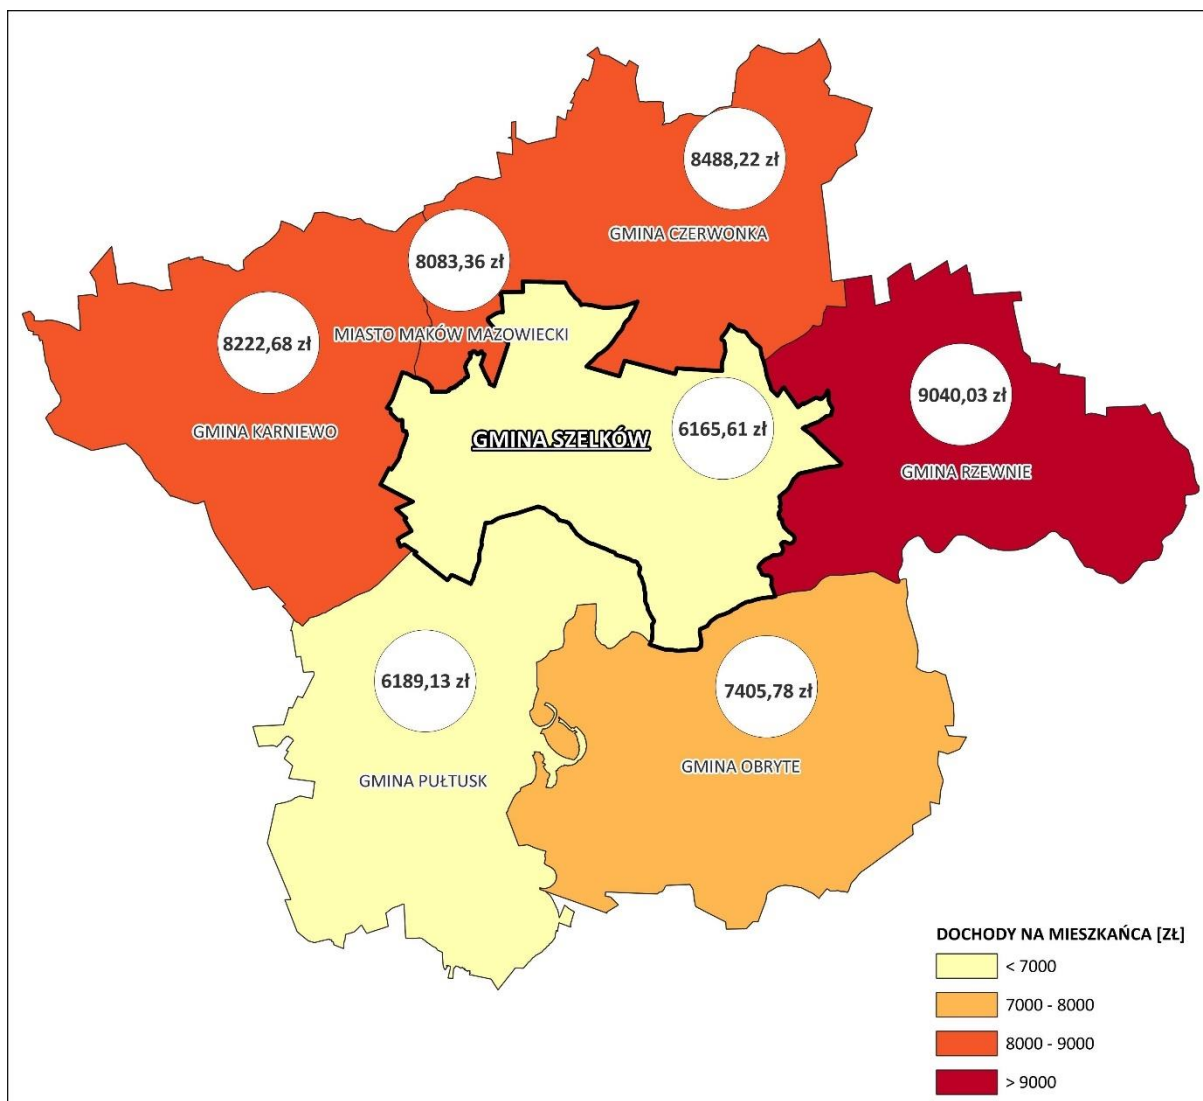 8488,22 zł
GMINA CZERWONKA
8083,36 zł
MIASTO MAKÓW MAZOWIECKI
8222,68 zł
GMINA KARNIEWO
9040,03 zł
GMINA RZEWNIE
6165,61 zł
GMINA SZELKÓW
6189,13 zł
GMINA PUŁTUSK
7405,78 zł
GMINA OBRYTE
DOCHODY NA MIESZKAŃCA [ZŁ]
< 7000
7000 - 8000
8000 - 9000
> 9000